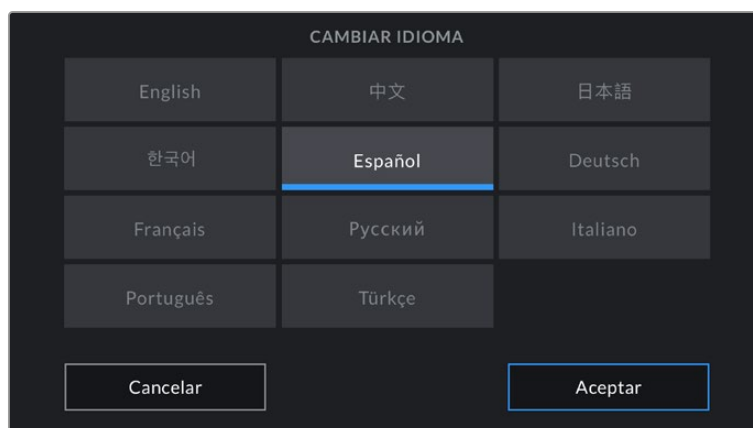 CAMBIAR IDIOMA
English 中文 日本語
한국어 Español Deutsch
Français Русский Italiano
Português Türkçe
Cancelar Aceptar